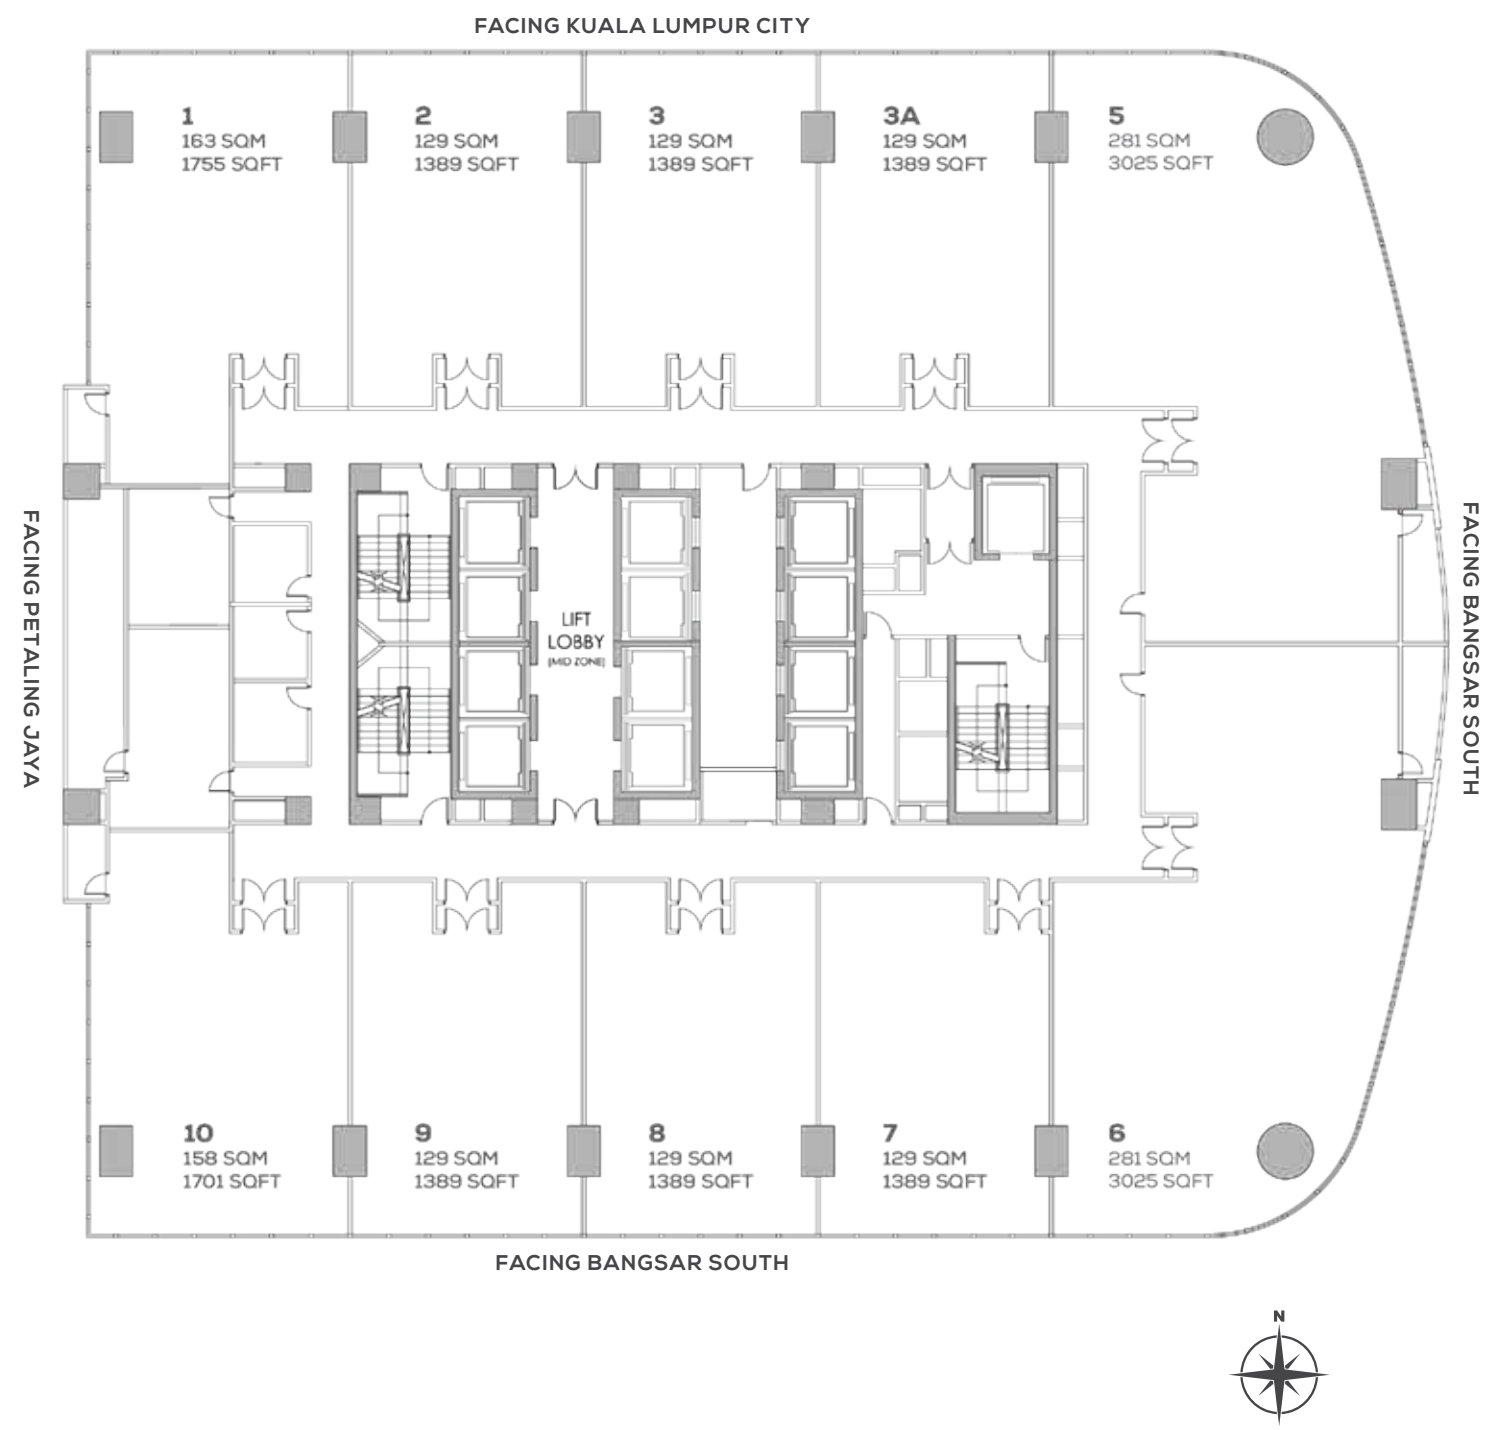 FACING KUALA LUMPUR CITY
1
163 SQM
1755 SQFT
2
129 SQM
1389 SQFT
3
129 SQM
1389 SQFT
3A
129 SQM
1389 SQFT
5
281 SQM
3025 SQFT
FACING PETALING JAYA
LIFT
LOBBY
(MID ZONE)
FACING BANGSAR SOUTH
10
158 SQM
1701 SQFT
9
129 SQM
1389 SQFT
8
129 SQM
1389 SQFT
7
129 SQM
1389 SQFT
6
281 SQM
3025 SQFT
FACING BANGSAR SOUTH
N